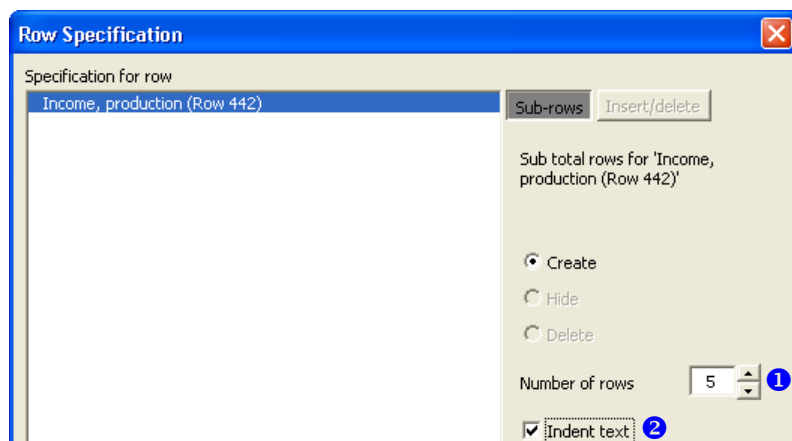 Row Specification
Specification for row
Income, production (Row 442)
Sub-rows Insert/delete
Sub total rows for 'Income,
production (Row 442)'
Create
Hide
Delete
Number of rows 5 1
Indent text 2